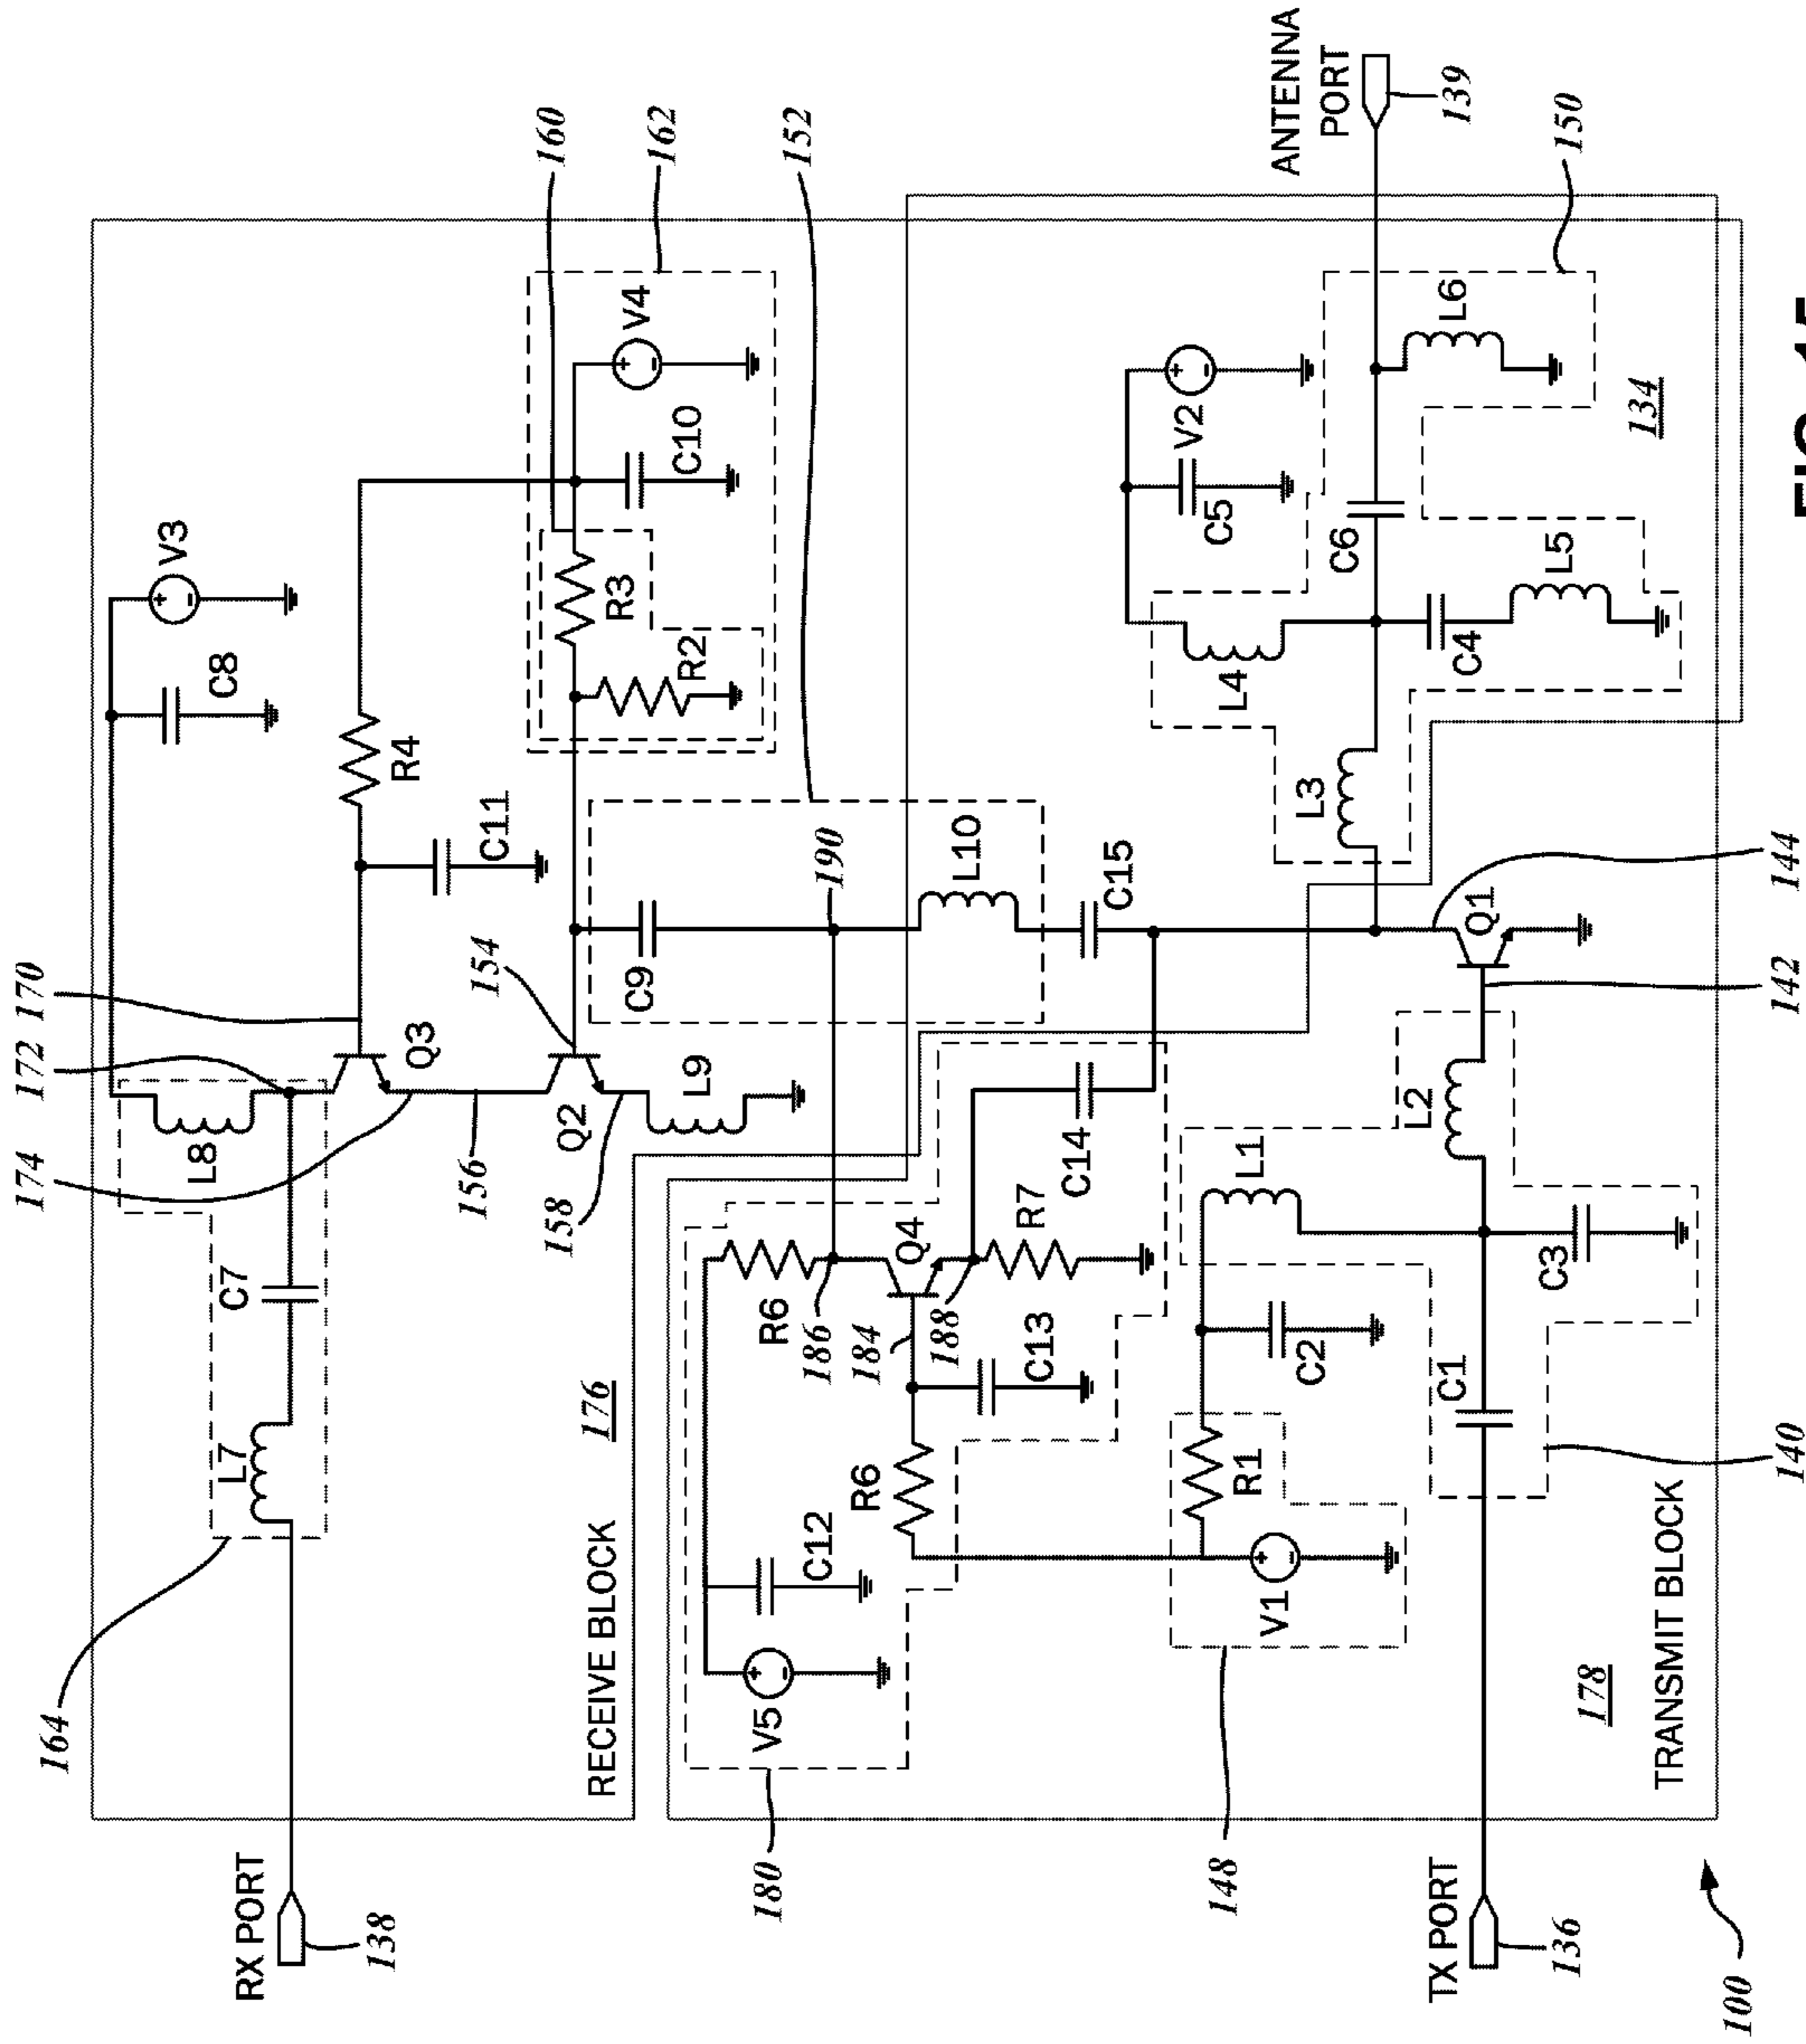 174
172
170
V3
C8
L8
C7
L7
164
Q3
R4
C11
156
154
158
Q2
L9
160
162
152
V4
C10
R3
R2
C9
190
L10
C15
RX PORT
138
RECEIVE BLOCK
176
180
V5
C12
R6
R6
186
184
188
Q4
C13
R7
C14
148
V1
R1
C2
L1
L2
C1
C3
140
TX PORT
136
100
178
TRANSMIT BLOCK
142
144
Q1
L3
L4
C4
L5
C5
V2
C6
L6
134
150
ANTENNA
PORT
139